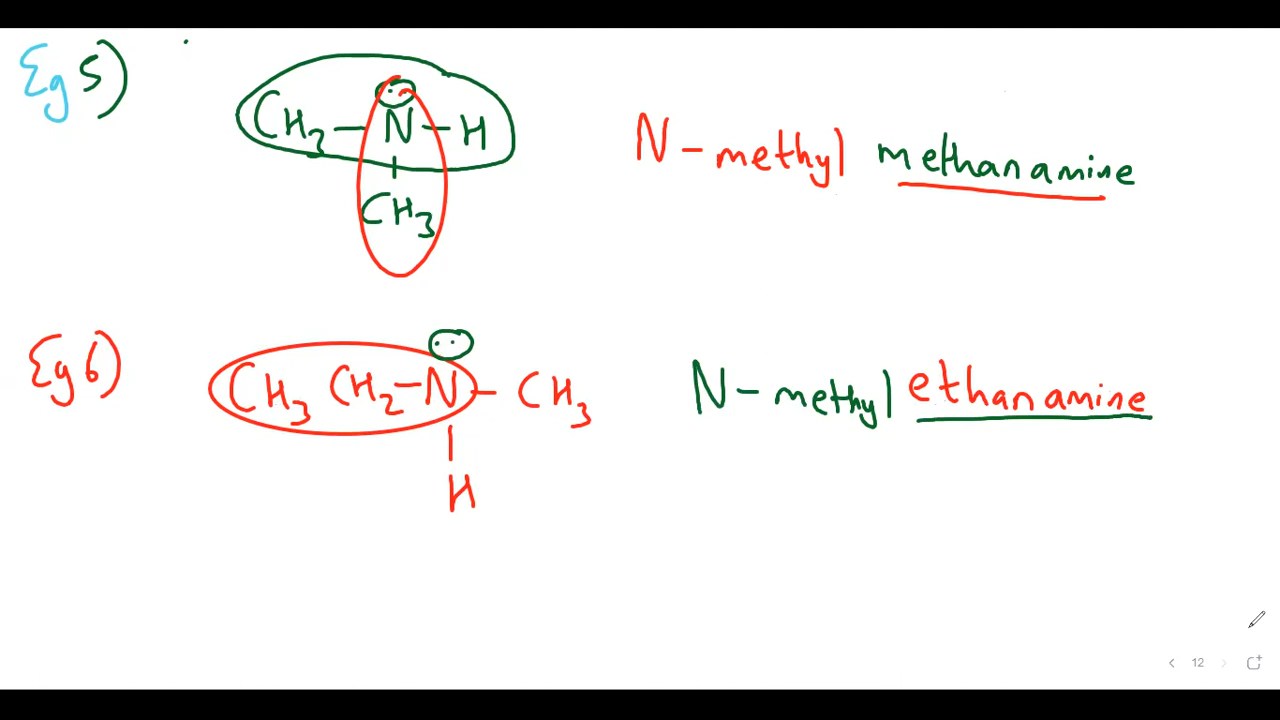 Eg 5)
CH3 — N — H
CH3
N - methyl methanamine
Eg 6)
CH3 CH2 — N — CH3
H
N - methyl ethanamine
12